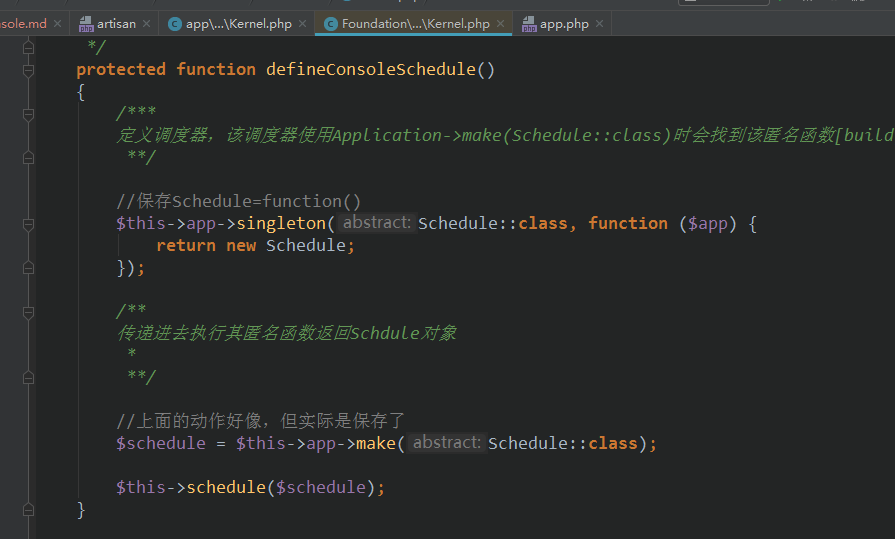 nsole.md
artisan
app\...\Kernel.php
Foundation\...\Kernel.php
app.php
*/
protected function defineConsoleSchedule()
{
/***
定义调度器，该调度器使用Application->make(Schedule::class)时会找到该匿名函数[build
**/
//保存Schedule=function()
$this->app->singleton( abstract: Schedule::class, function ($app) {
return new Schedule;
});
/**
传递进去执行其匿名函数返回Schdule对象
*
**/
//上面的动作好像，但实际是保存了
$schedule = $this->app->make( abstract: Schedule::class);
$this->schedule($schedule);
}